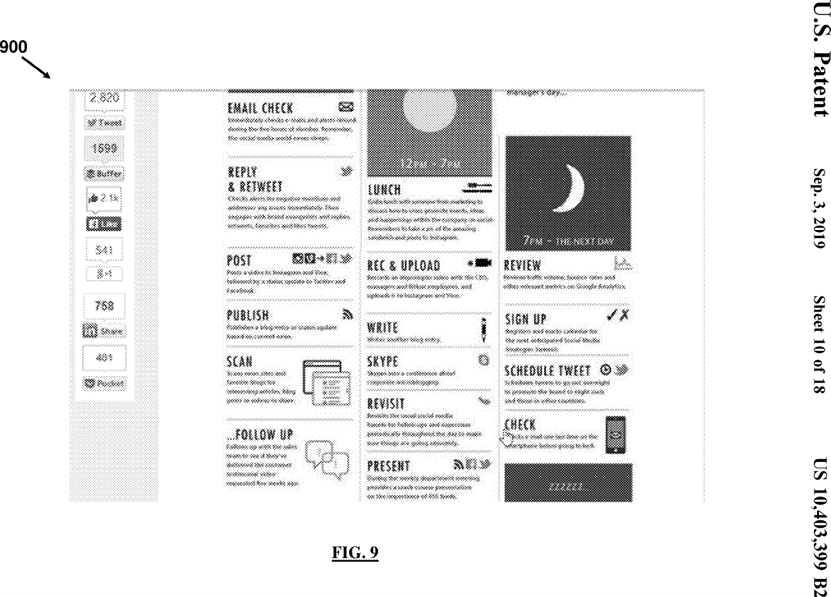 900
2,820
Tweet
1599
Buffer
2.1k
Like
541
+1
758
Share
401
Pocket
EMAIL CHECK
Immediately checks e-mails and alerts missed
during the five hours of slumber. Remember,
the social media world never sleeps.
REPLY
& RETWEET
Checks alerts for negative mentions and
addresses any issues immediately. Then
engages with brand evangelists and replies,
retweets, favorites and likes tweets.
POST
Posts a video to Instagram and Vine,
followed by a status update to Twitter and
Facebook.
PUBLISH
Publishes a blog entry or status update
based on current news.
SCAN
Scans news sites and
favorite blogs for
interesting articles, blog
posts or videos to share.
...FOLLOW UP
Follows up with the sales
team to see if they've
delivered the customer
testimonial video
requested five weeks ago.
12PM - 7PM
LUNCH
Grabs lunch with someone from marketing to
discuss how to cross-promote events, ideas
and happenings within the company on social.
Remembers to take a pic of the amazing
sandwich and posts to Instagram.
REC & UPLOAD
Records an impromptu video with the CEO,
managers and fellow employees, and
uploads it to Instagram and Vine.
WRITE
Writes another blog entry.
SKYPE
Skypes into a conference about
corporate microblogging.
REVISIT
Revisits the usual social media
haunts for follow-ups and supervision
periodically throughout the day to make
sure things are going smoothly.
PRESENT
During the weekly department meeting
provides a crash-course presentation
on the importance of RSS feeds.
manager's day...
7PM - THE NEXT DAY
REVIEW
Reviews traffic volume, bounce rates and
other relevant metrics on Google Analytics.
SIGN UP
Registers and marks calendar for
the next anticipated Social Media
Strategies Summit.
SCHEDULE TWEET
Schedules tweets to go out overnight
to promote the brand to night owls
and those in other countries.
CHECK
Checks e-mail one last time on the
smartphone before going to bed.
ZZZZZZ...
FIG. 9
U.S. Patent
Sep. 3, 2019
Sheet 10 of 18
US 10,403,399 B2